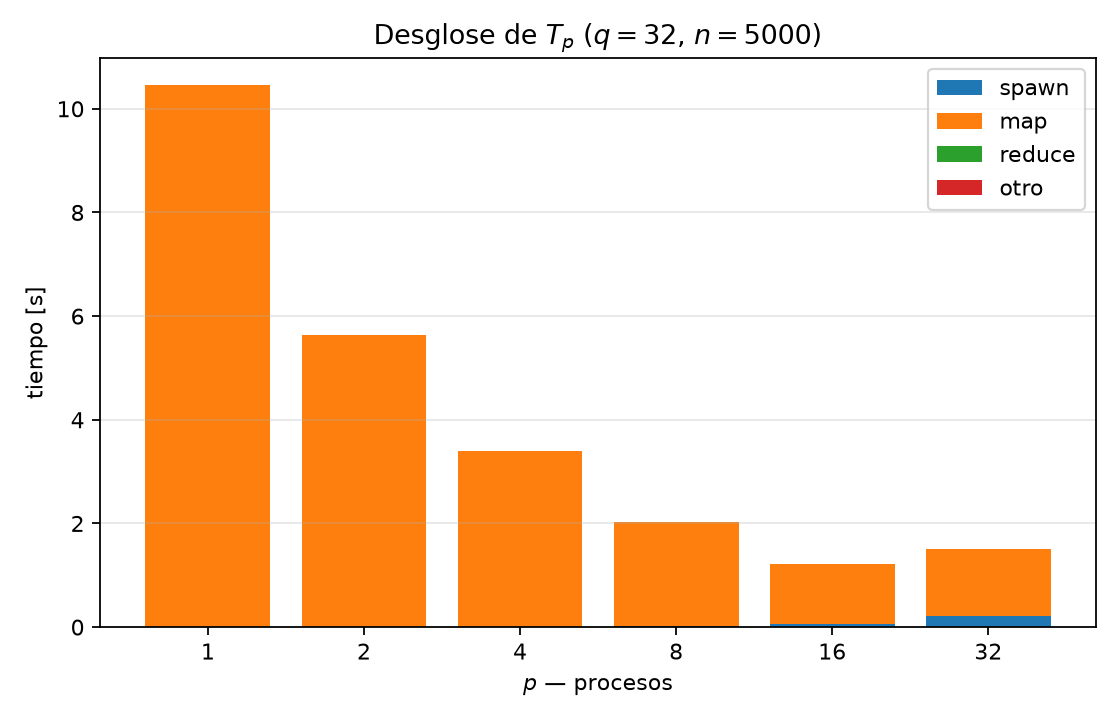 Desglose de Tp (q = 32, n = 5000)
spawn
map
reduce
otro
tiempo [s]
10
8
6
4
2
0
1 2 4 8 16 32
p — procesos